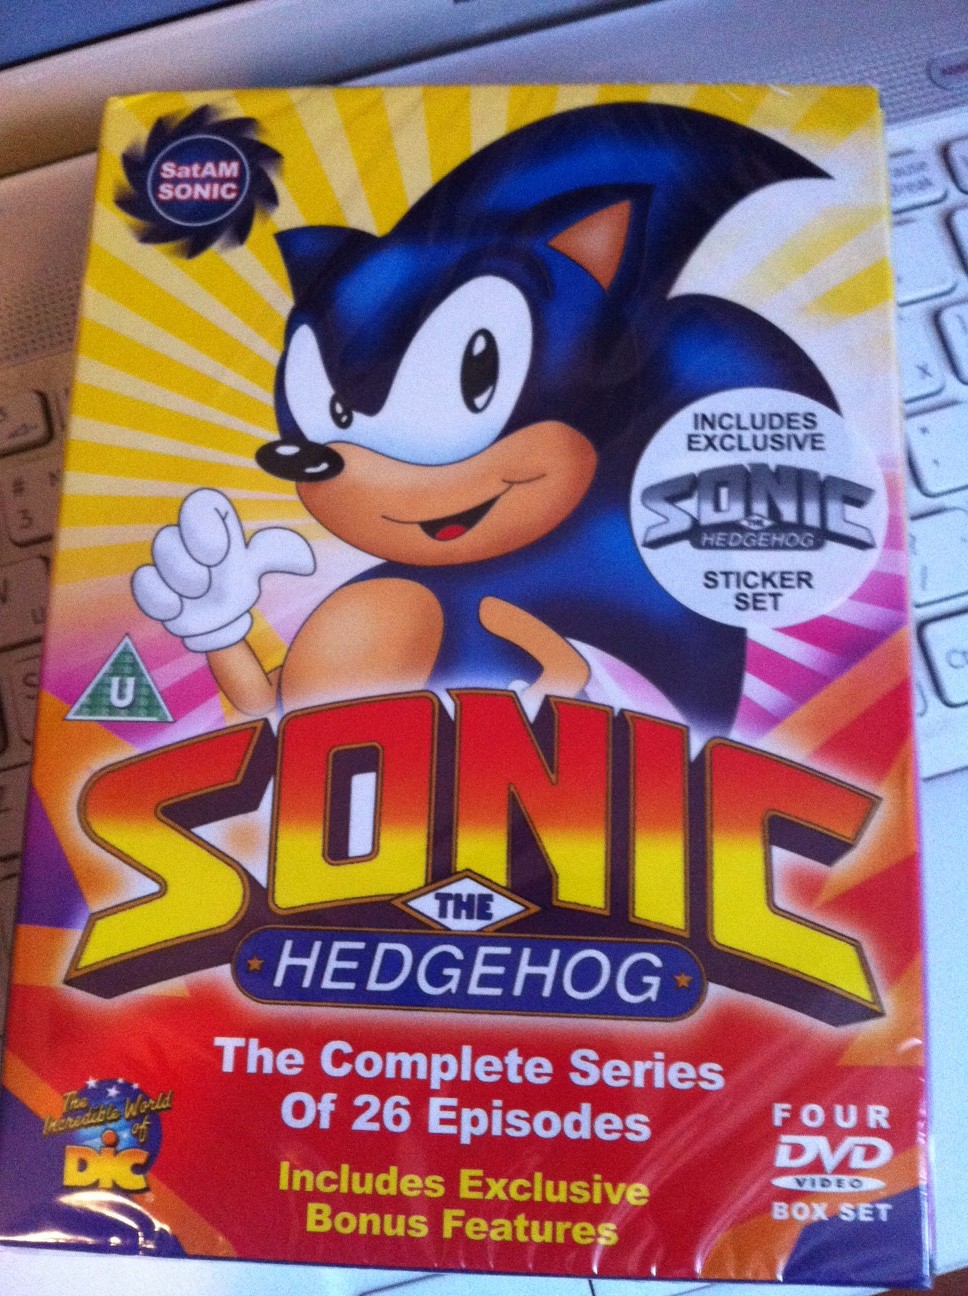 SatAM
SONIC
INCLUDES
EXCLUSIVE
SONIC
THE
HEDGEHOG
STICKER
SET
U
SONIC
THE
HEDGEHOG
The Complete Series
Of 26 Episodes
Includes Exclusive
Bonus Features
The
Incredible World
of
DiC
FOUR
DVD
VIDEO
BOX SET